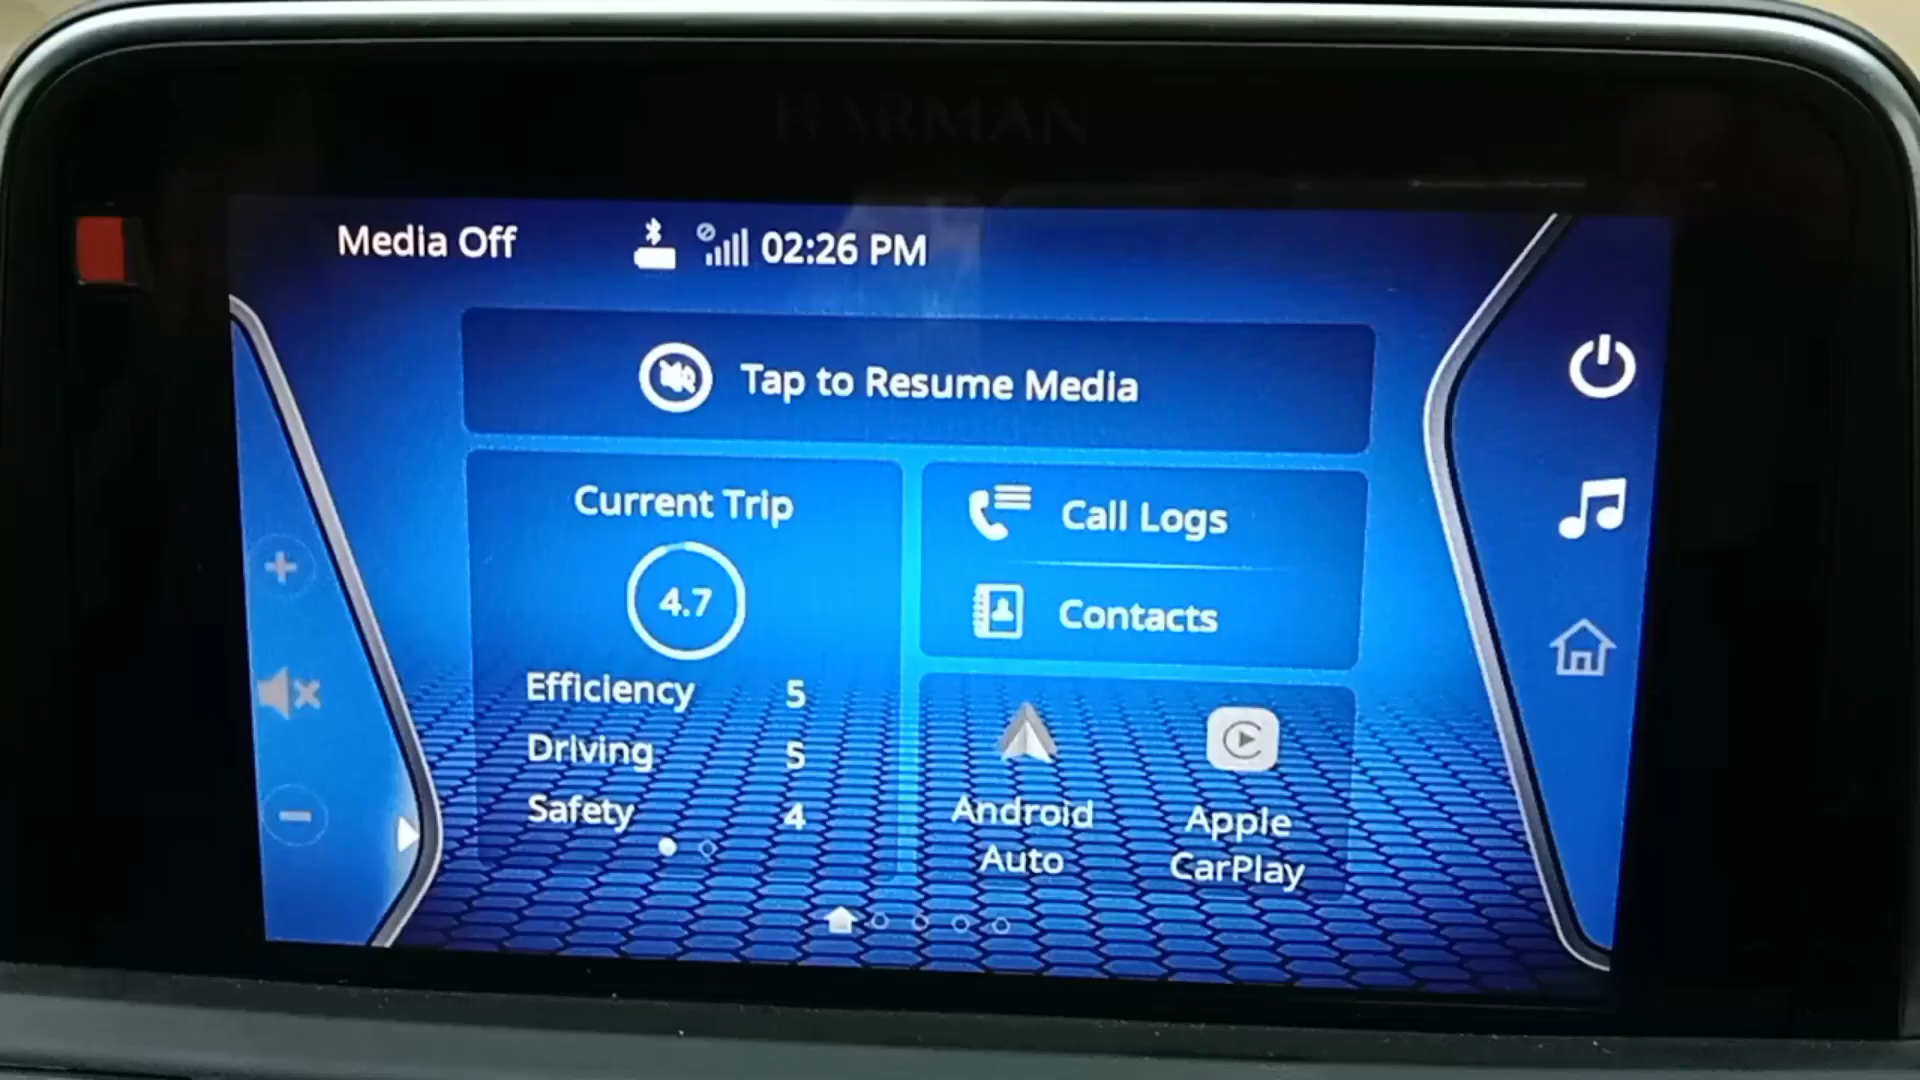 HARMAN
Media Off
02:26 PM
Tap to Resume Media
Current Trip
4.7
Efficiency 5
Driving 5
Safety 4
Call Logs
Contacts
Android
Auto
Apple
CarPlay